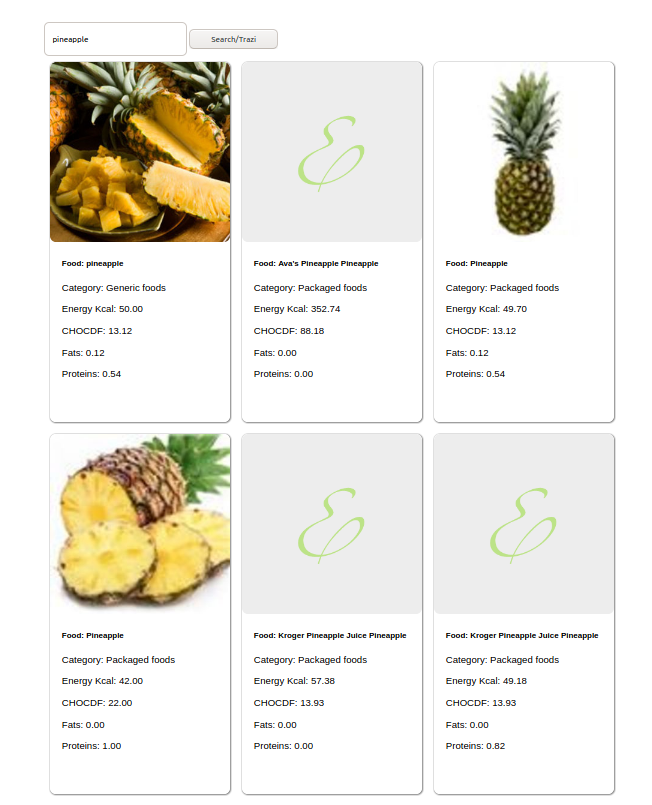 pineapple
Search/Trazi
Food: pineapple
Category: Generic foods
Energy Kcal: 50.00
CHOCDF: 13.12
Fats: 0.12
Proteins: 0.54
Food: Ava's Pineapple Pineapple
Category: Packaged foods
Energy Kcal: 352.74
CHOCDF: 88.18
Fats: 0.00
Proteins: 0.00
Food: Pineapple
Category: Packaged foods
Energy Kcal: 49.70
CHOCDF: 13.12
Fats: 0.12
Proteins: 0.54
Food: Pineapple
Category: Packaged foods
Energy Kcal: 42.00
CHOCDF: 22.00
Fats: 0.00
Proteins: 1.00
Food: Kroger Pineapple Juice Pineapple
Category: Packaged foods
Energy Kcal: 57.38
CHOCDF: 13.93
Fats: 0.00
Proteins: 0.00
Food: Kroger Pineapple Juice Pineapple
Category: Packaged foods
Energy Kcal: 49.18
CHOCDF: 13.93
Fats: 0.00
Proteins: 0.82